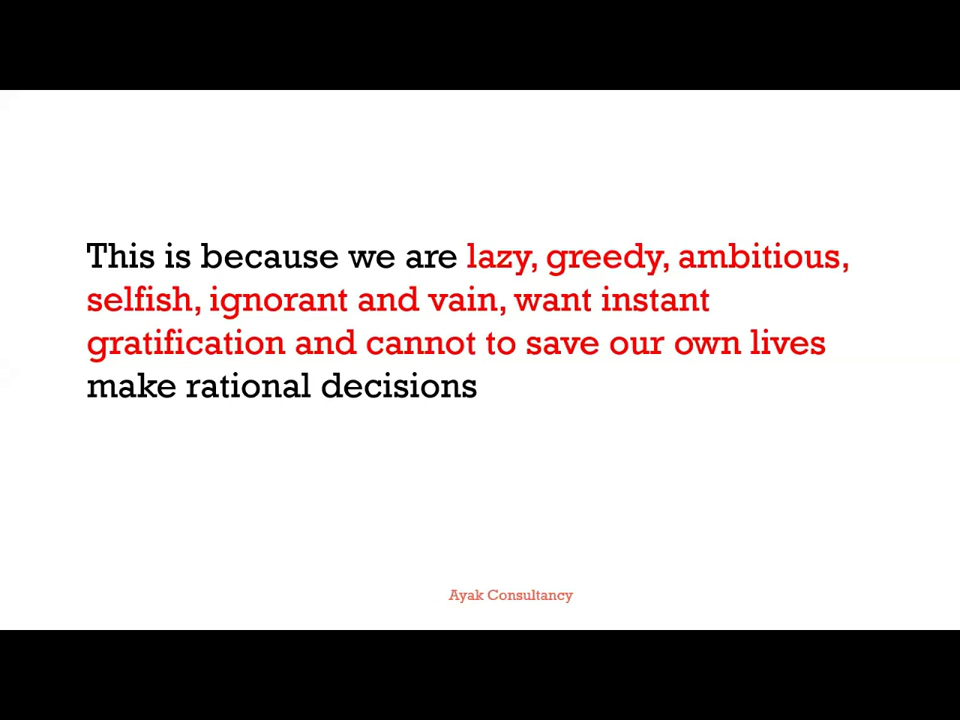 This is because we are lazy, greedy, ambitious,
selfish, ignorant and vain, want instant
gratification and cannot to save our own lives
make rational decisions
Ayak Consultancy